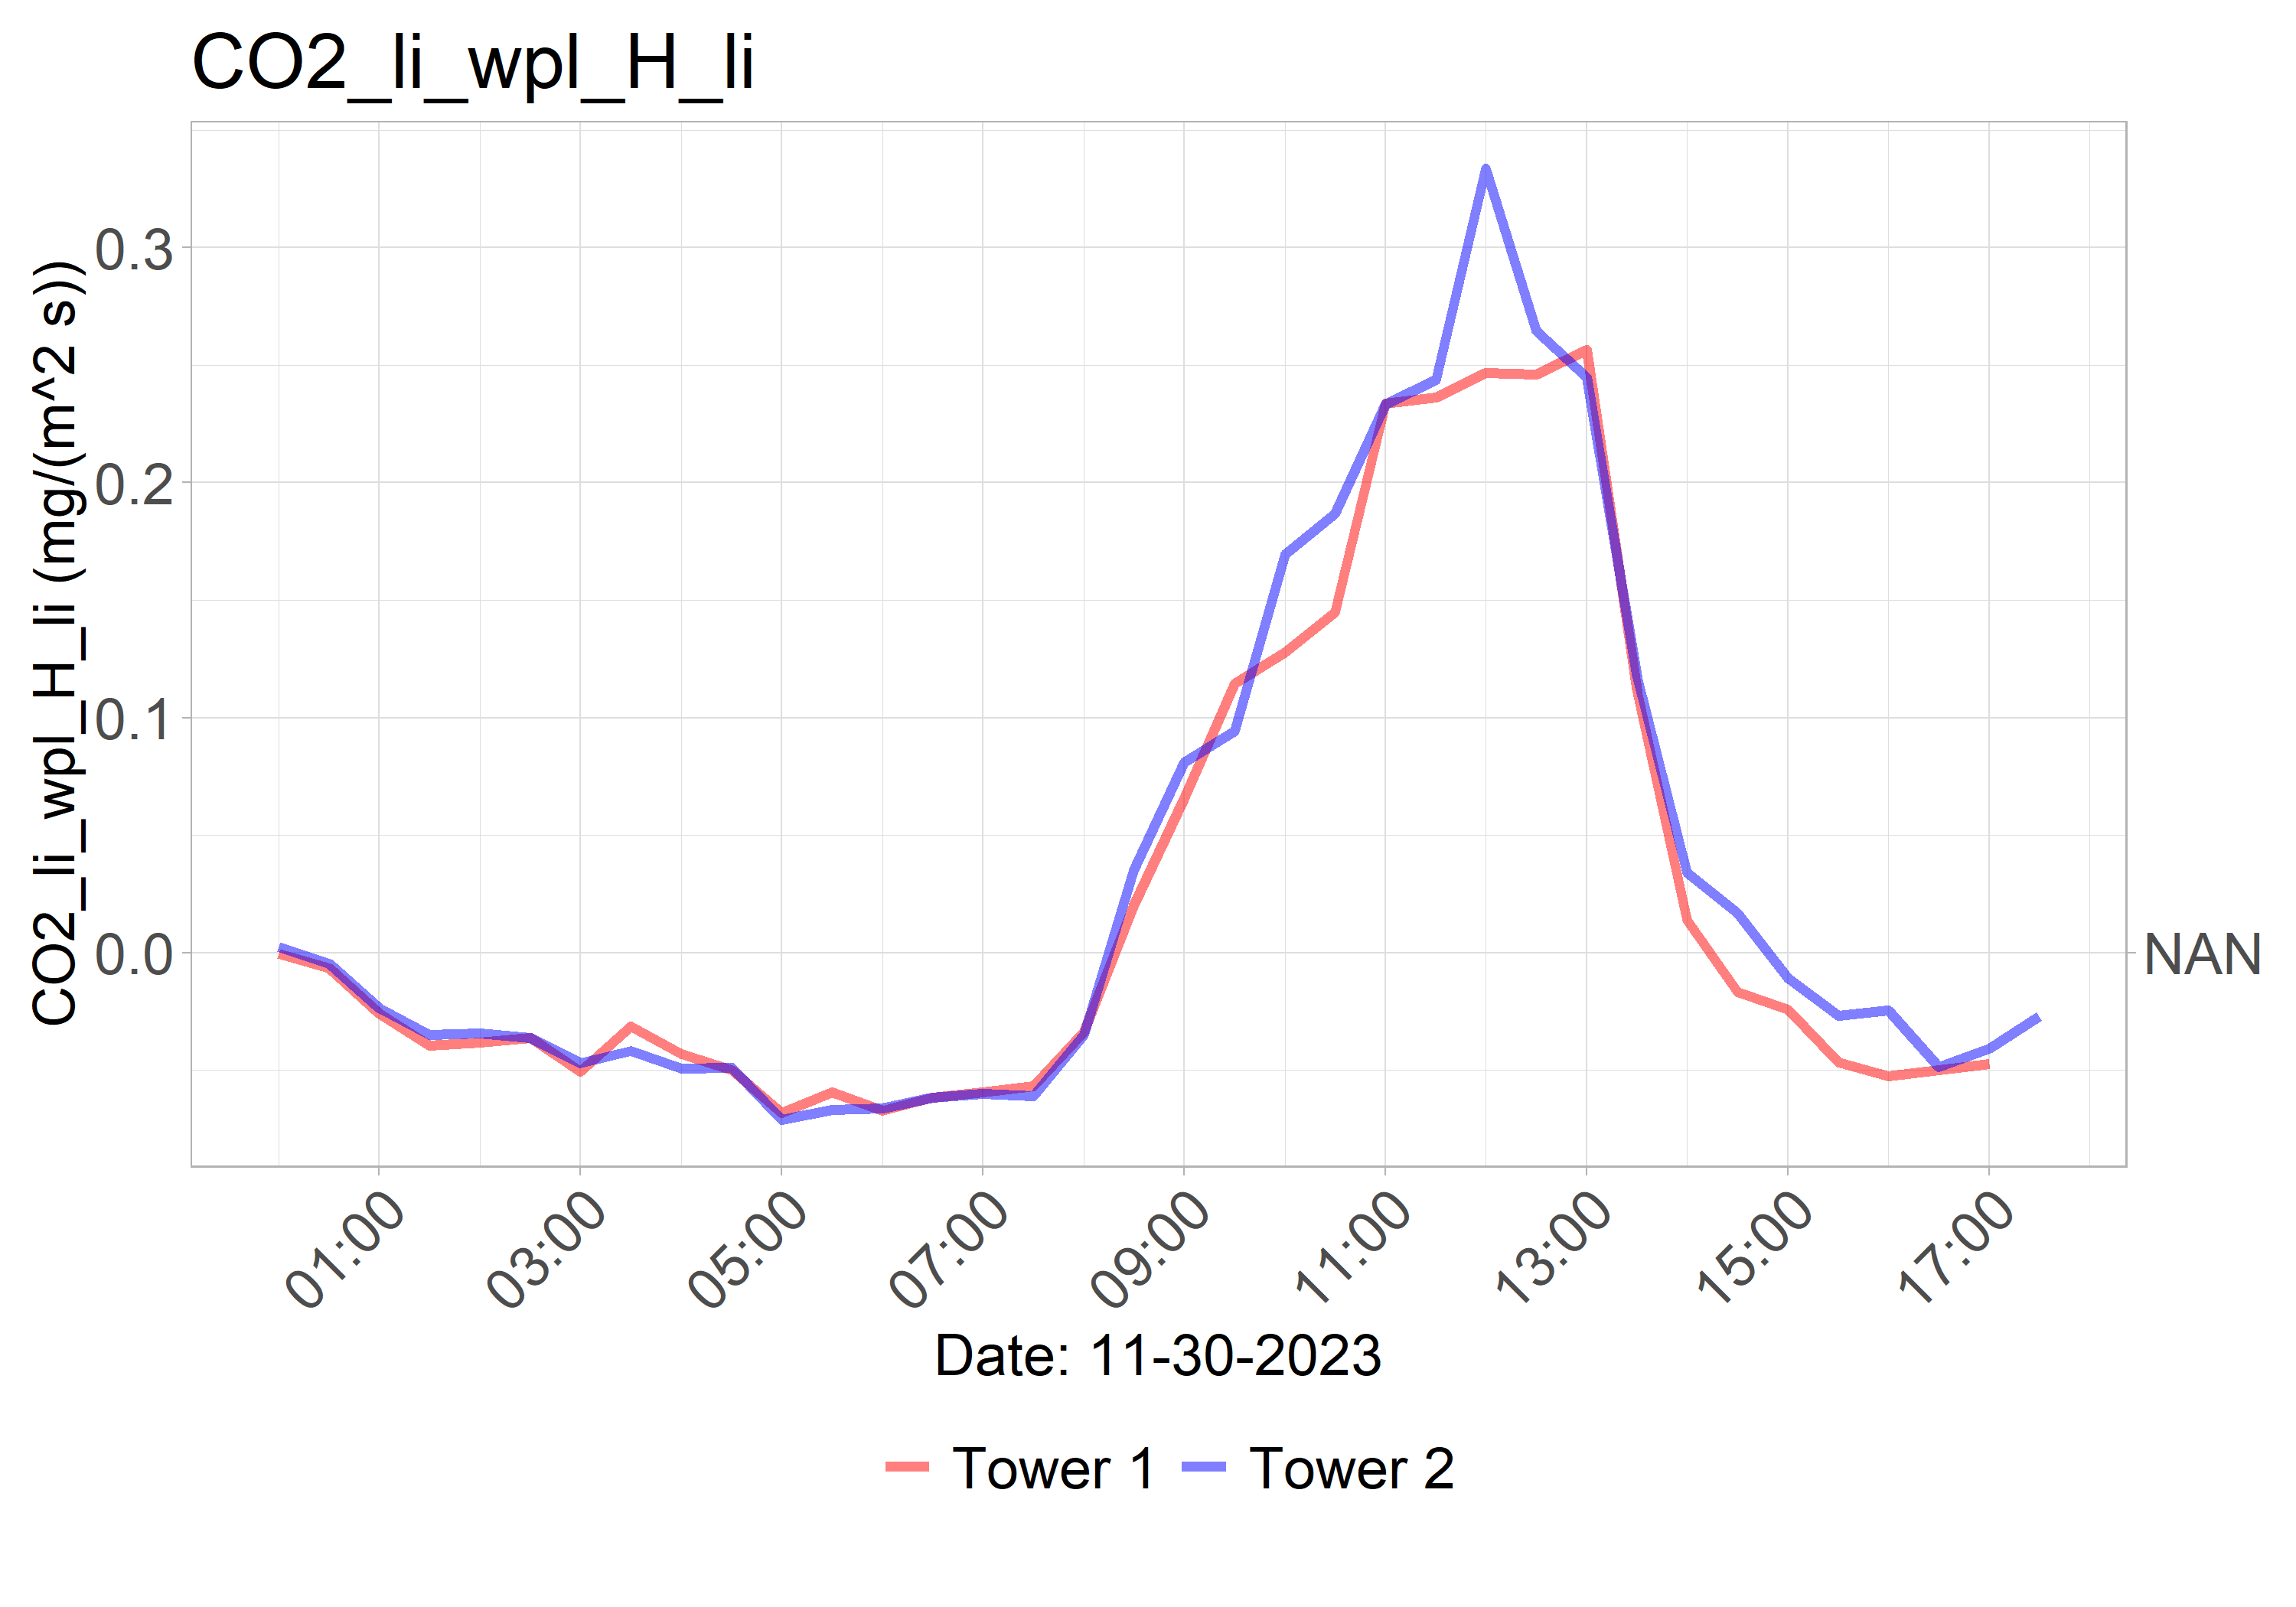 CO2_li_wpl_H_li
CO2_li_wpl_H_li (mg/(m^2 s))
0.3
0.2
0.1
0.0
NAN
01:00
03:00
05:00
07:00
09:00
11:00
13:00
15:00
17:00
Date: 11-30-2023
Tower 1
Tower 2